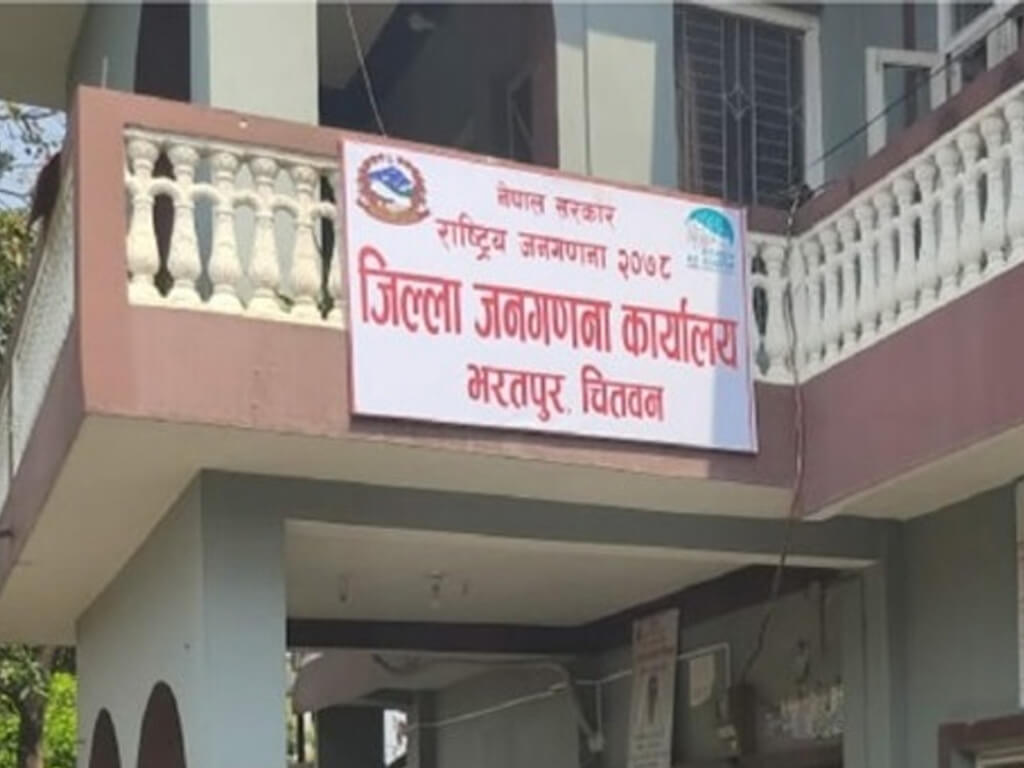 नेपाल सरकार
राष्ट्रिय जनगणना २०७८
जिल्ला जनगणना कार्यालय
भरतपुर, चितवन